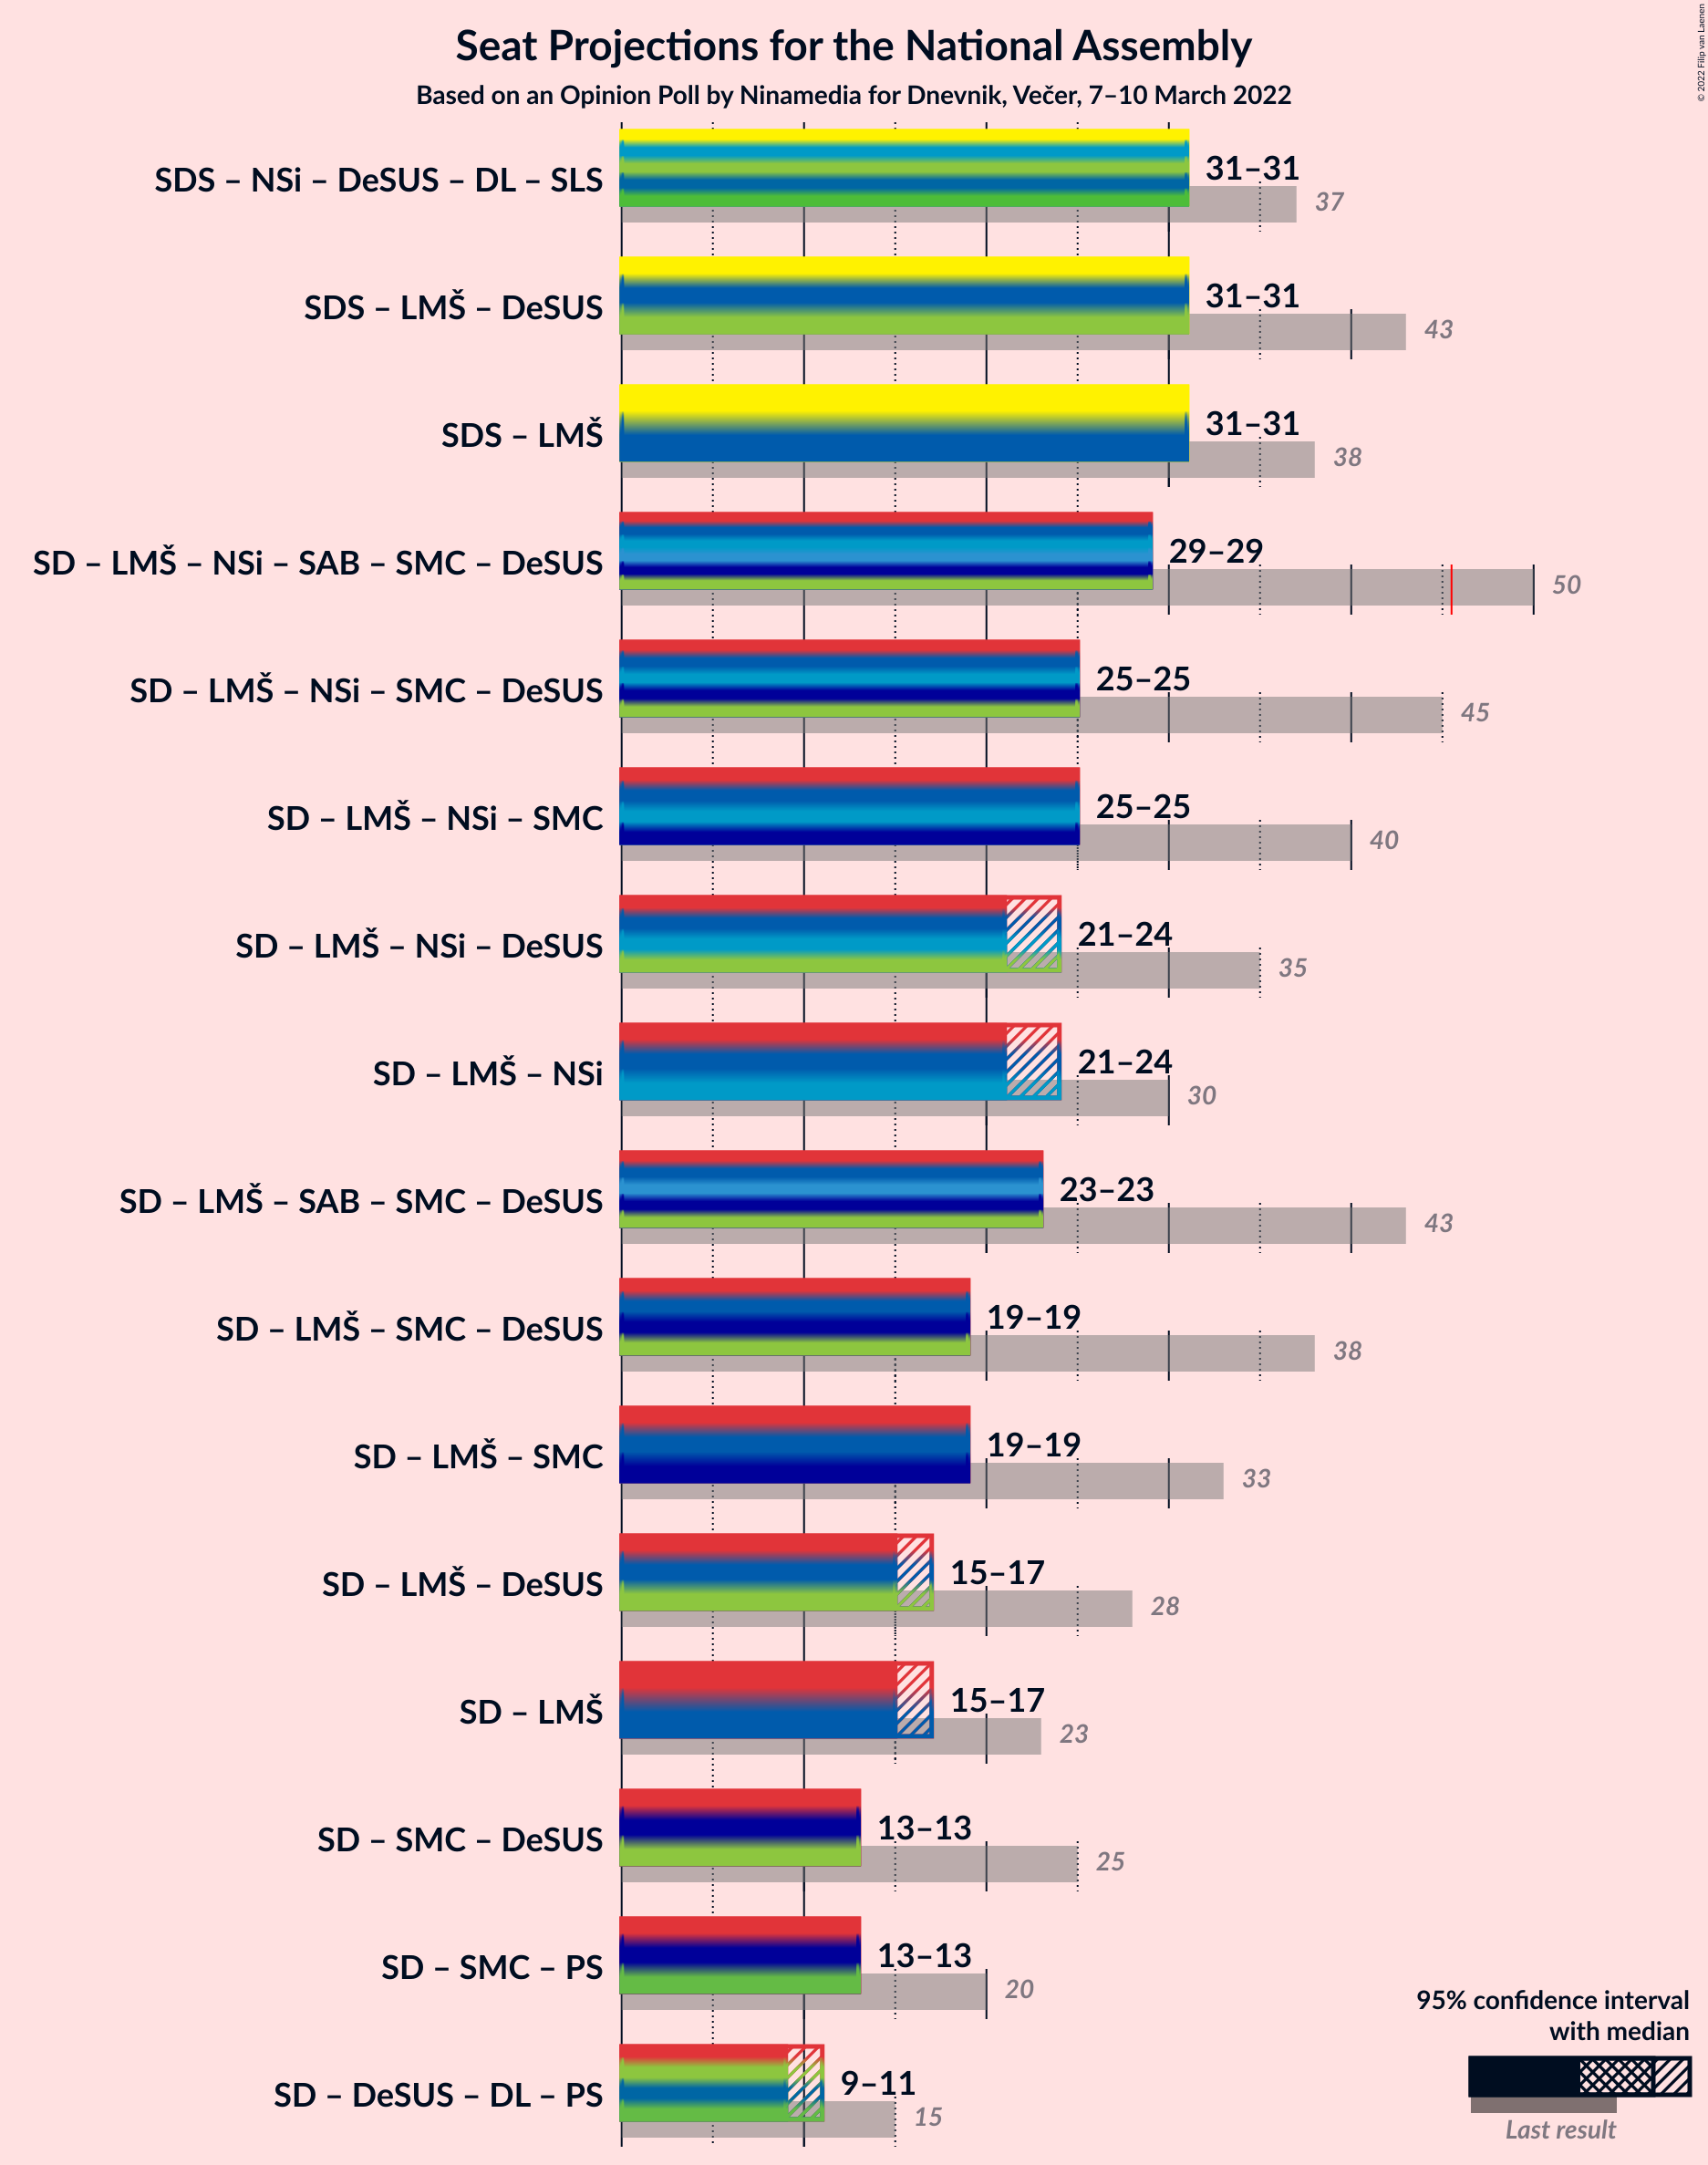 Seat Projections for the National Assembly
Based on an Opinion Poll by Ninamedia for Dnevnik, Večer, 7–10 March 2022
© 2022 Filip van Laenen
SDS – NSi – DeSUS – DL – SLS
31–31
37
SDS – LMŠ – DeSUS
31–31
43
SDS – LMŠ
31–31
38
SD – LMŠ – NSi – SAB – SMC – DeSUS
29–29
50
SD – LMŠ – NSi – SMC – DeSUS
25–25
45
SD – LMŠ – NSi – SMC
25–25
40
SD – LMŠ – NSi – DeSUS
21–24
35
SD – LMŠ – NSi
21–24
30
SD – LMŠ – SAB – SMC – DeSUS
23–23
43
SD – LMŠ – SMC – DeSUS
19–19
38
SD – LMŠ – SMC
19–19
33
SD – LMŠ – DeSUS
15–17
28
SD – LMŠ
15–17
23
SD – SMC – DeSUS
13–13
25
SD – SMC – PS
13–13
20
SD – DeSUS – DL – PS
9–11
15
95% confidence interval
with median
Last result